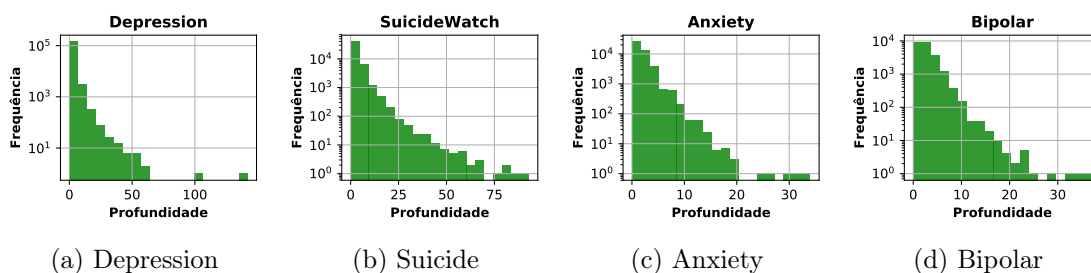 Depression
Frequência
10^5
10^3
10^1
0 50 100
Profundidade
(a) Depression
SuicideWatch
Frequência
10^4
10^3
10^2
10^1
10^0
0 25 50 75
Profundidade
(b) Suicide
Anxiety
Frequência
10^4
10^3
10^2
10^1
10^0
0 10 20 30
Profundidade
(c) Anxiety
Bipolar
Frequência
10^4
10^3
10^2
10^1
10^0
0 10 20 30
Profundidade
(d) Bipolar